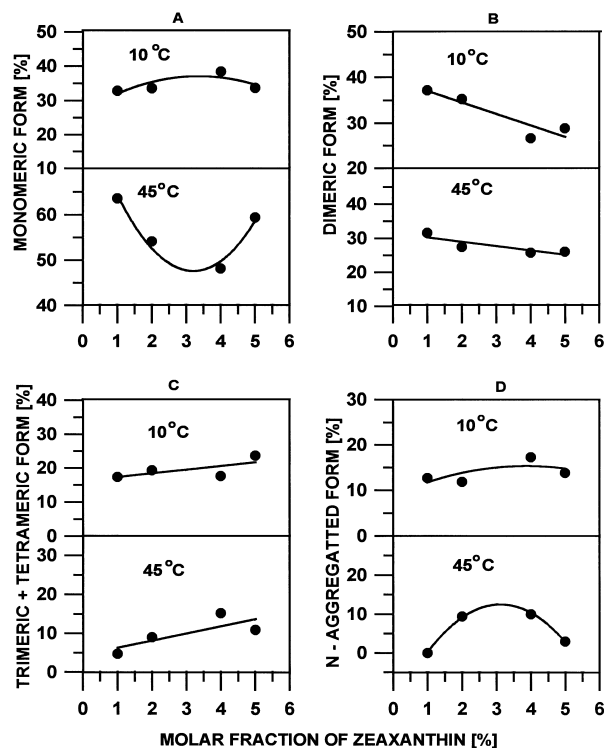 A
MONOMERIC FORM [%]
50
40
30
20
10
10 °C
60
50
40
45°C
0 1 2 3 4 5 6
B
DIMERIC FORM [%]
50
40
30
20
10°C
40
30
20
10
45°C
0 1 2 3 4 5 6
C
TRIMERIC + TETRAMERIC FORM [%]
40
30
20
10
0
10°C
30
20
10
0
45°C
0 1 2 3 4 5 6
D
N - AGGREGATTED FORM [%]
30
20
10
0
10°C
20
10
0
45°C
0 1 2 3 4 5 6
MOLAR FRACTION OF ZEAXANTHIN [%]